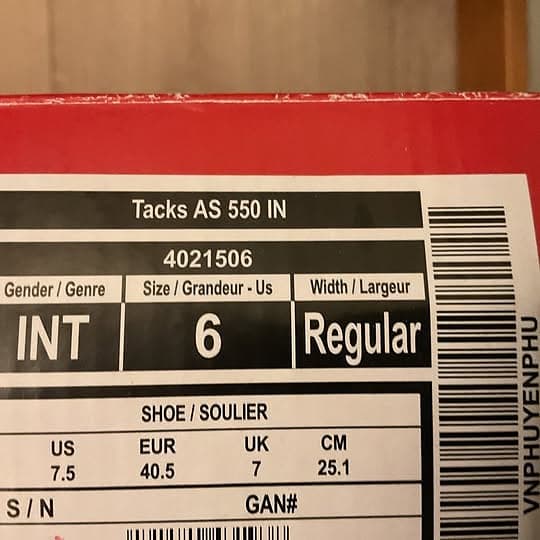 Tacks AS 550 IN
4021506
Gender / Genre Size / Grandeur - Us Width / Largeur
INT 6 Regular
SHOE / SOULIER
US EUR UK CM
7.5 40.5 7 25.1
S / N GAN#
VNPHUYENPHU